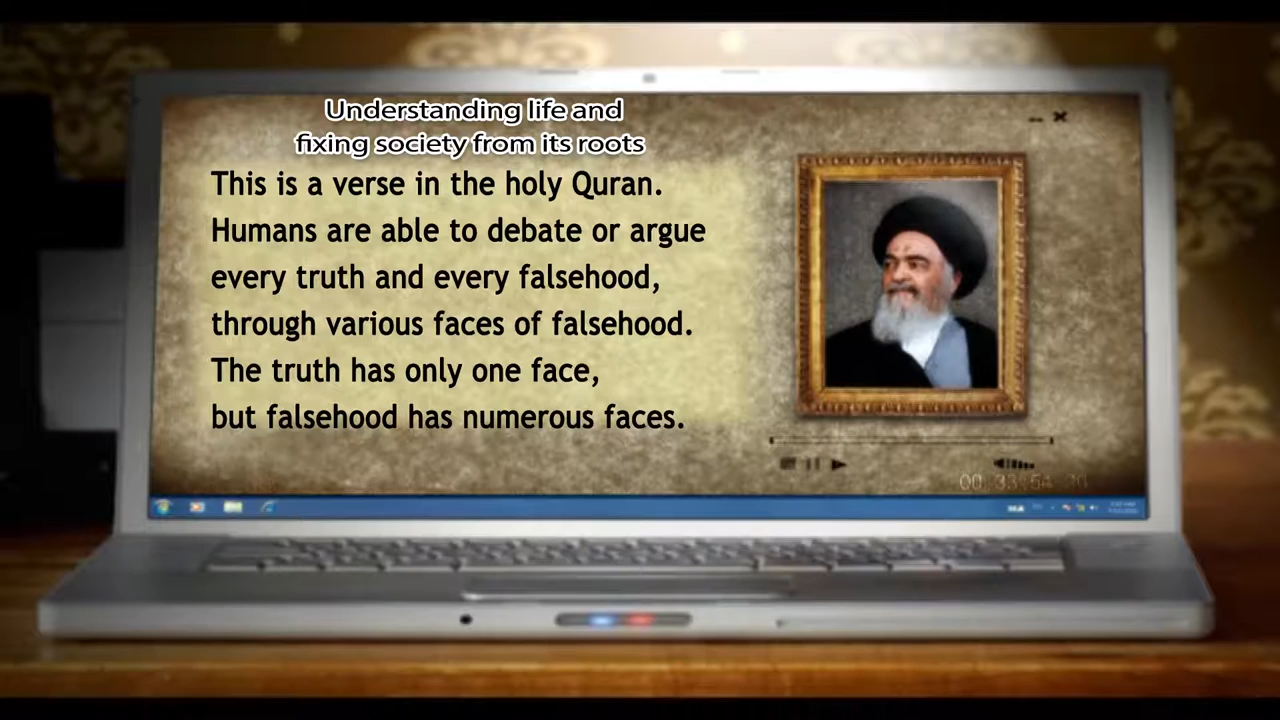 Understanding life and
fixing society from its roots
This is a verse in the holy Quran.
Humans are able to debate or argue
every truth and every falsehood,
through various faces of falsehood.
The truth has only one face,
but falsehood has numerous faces.